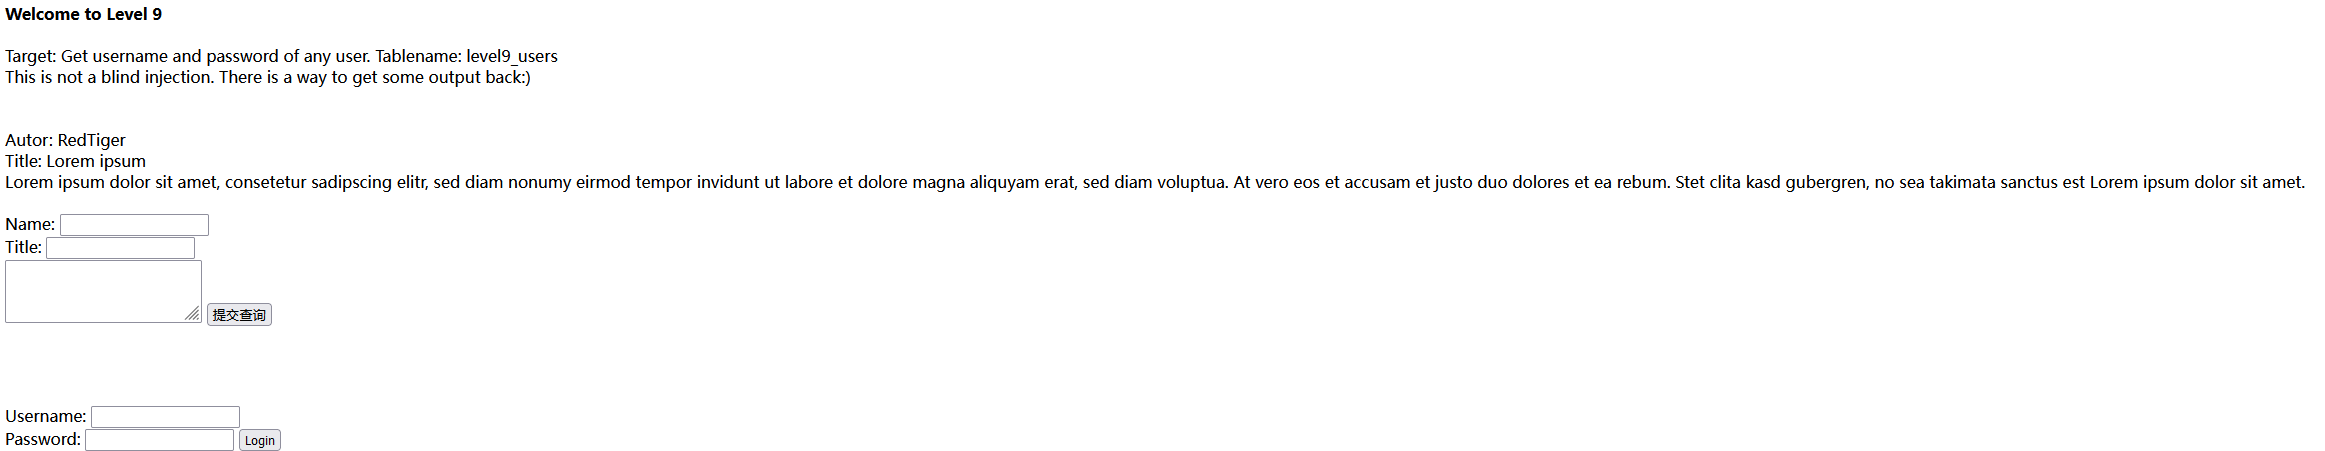 Welcome to Level 9
Target: Get username and password of any user. Tablename: level9_users
This is not a blind injection. There is a way to get some output back:)
Autor: RedTiger
Title: Lorem ipsum
Lorem ipsum dolor sit amet, consetetur sadipscing elitr, sed diam nonumy eirmod tempor invidunt ut labore et dolore magna aliquyam erat, sed diam voluptua. At vero eos et accusam et justo duo dolores et ea rebum. Stet clita kasd gubergren, no sea takimata sanctus est Lorem ipsum dolor sit amet.
Name:
Title:
提交查询
Username:
Password: Login